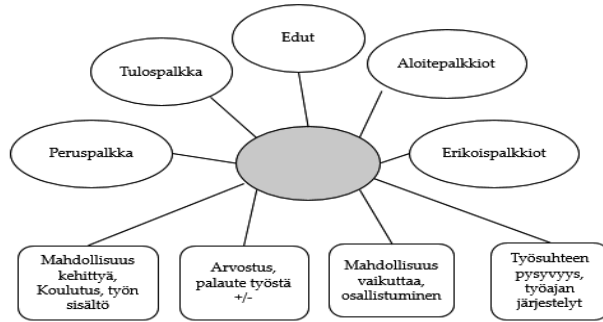 Edut
Tulospalkka
Aloitepalkkiot
Peruspalkka
Erikoispalkkiot
Mahdollisuus
kehittyä,
Koulutus, työn
sisältö
Arvostus,
palaute työstä
+/-
Mahdollisuus
vaikuttaa,
osallistuminen
Työsuhteen
pysyvyys,
työajan
järjestelyt